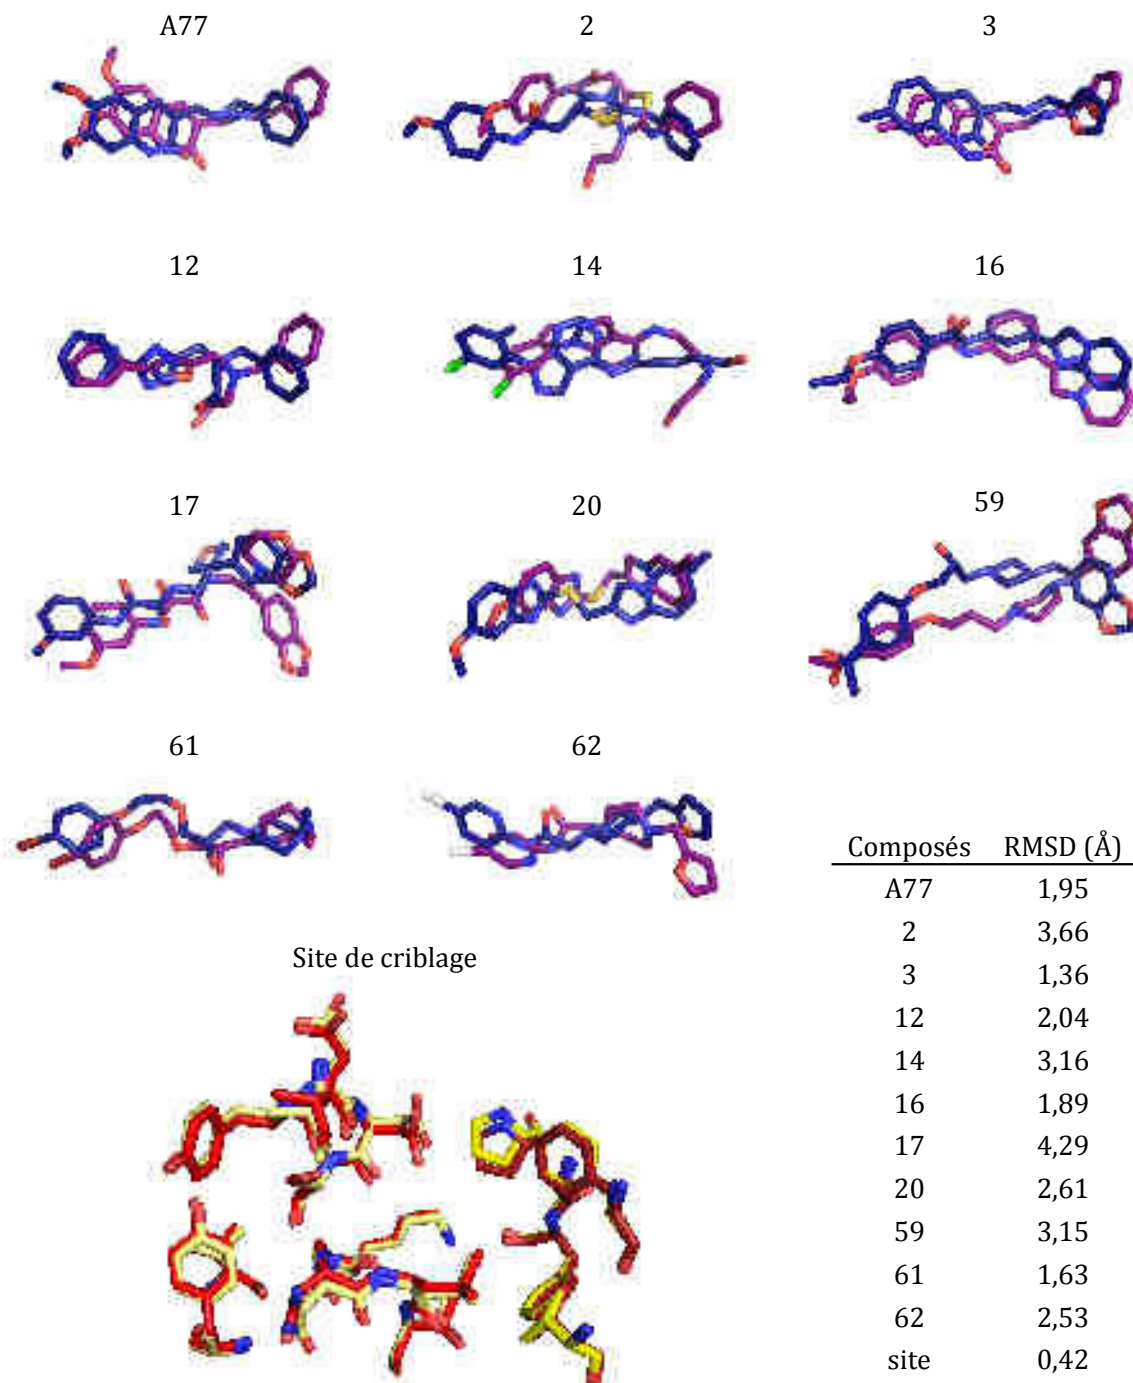 A77 2 3
12 14 16
17 20 59
61 62
Site de criblage
Composés RMSD (Å)
A77 1,95
2 3,66
3 1,36
12 2,04
14 3,16
16 1,89
17 4,29
20 2,61
59 3,15
61 1,63
62 2,53
site 0,42